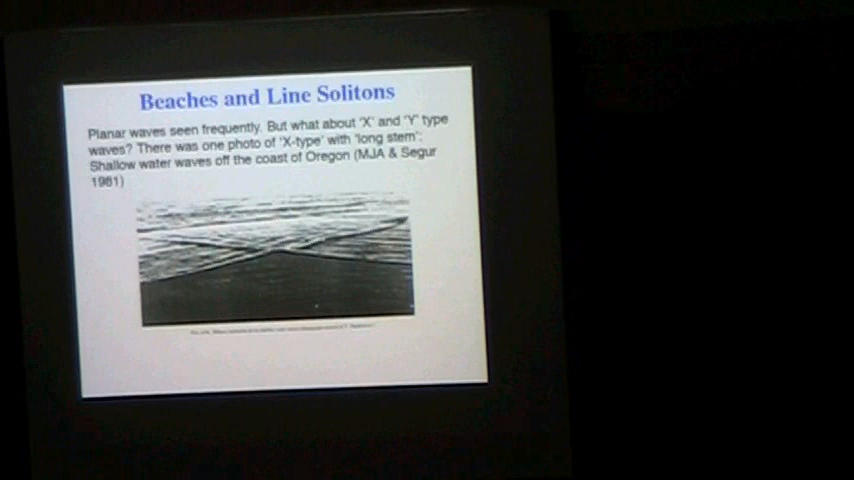 Beaches and Line Solitons
Planar waves seen frequently. But what about 'X' and 'Y' type
waves? There was one photo of 'X-type' with 'long stem':
Shallow water waves off the coast of Oregon (MJA & Segur
1981)